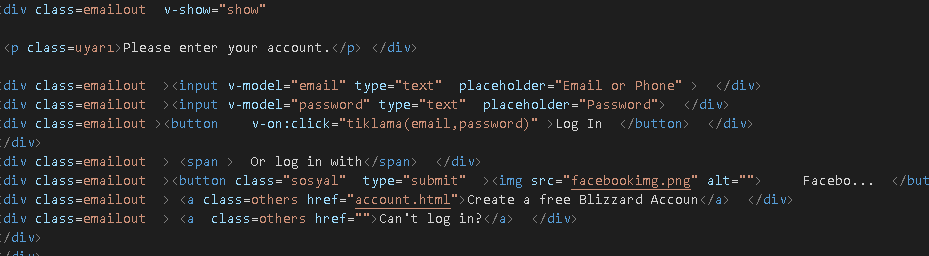 <div class=emailout  v-show="show"
<p class=uyarı>Please enter your account.</p> </div>
<div class=emailout  ><input v-model="email" type="text"  placeholder="Email or Phone" >  </div>
<div class=emailout  ><input v-model="password" type="text"  placeholder="Password">  </div>
<div class=emailout ><button    v-on:click="tiklama(email,password)" >Log In  </button>  </div>
</div>
<div class=emailout  > <span >  Or log in with</span>  </div>
<div class=emailout  ><button class="sosyal"  type="submit"  ><img src="facebookimg.png" alt="">     Facebo...  </but
<div class=emailout  > <a class=others href="account.html">Create a free Blizzard Accoun</a>  </div>
<div class=emailout  > <a  class=others href="">Can't log in?</a>  </div>
</div>
</div>